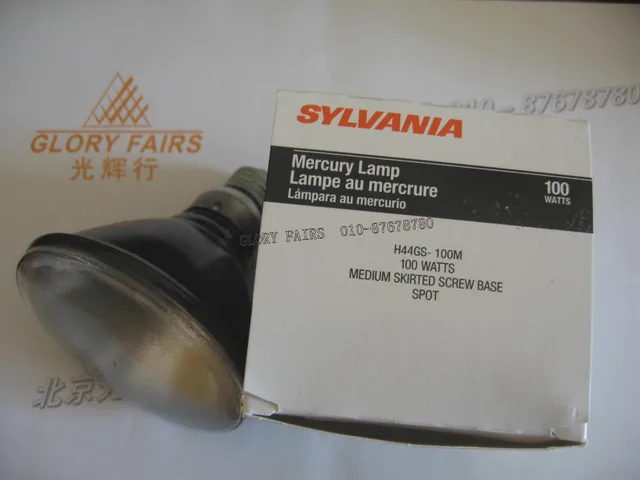 010-87678780
GLORY FAIRS
光辉行
SYLVANIA
Mercury Lamp
Lampe au mercrure
Lámpara au mercurio
100
WATTS
GLORY FAIRS 010-87678780
H44GS- 100M
100 WATTS
MEDIUM SKIRTED SCREW BASE
SPOT
北京